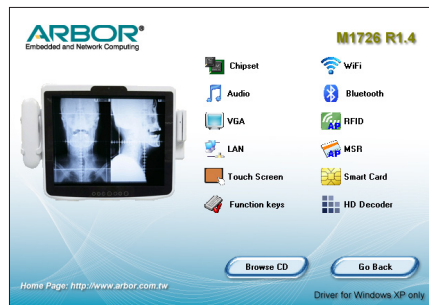 ARBOR®
Embedded and Network Computing
M1726 R1.4
Chipset
WiFi
Audio
Bluetooth
VGA
RFID
LAN
MSR
Touch Screen
Smart Card
Function keys
HD Decoder
Browse CD
Go Back
Home Page: http://www.arbor.com.tw
Driver for Windows XP only